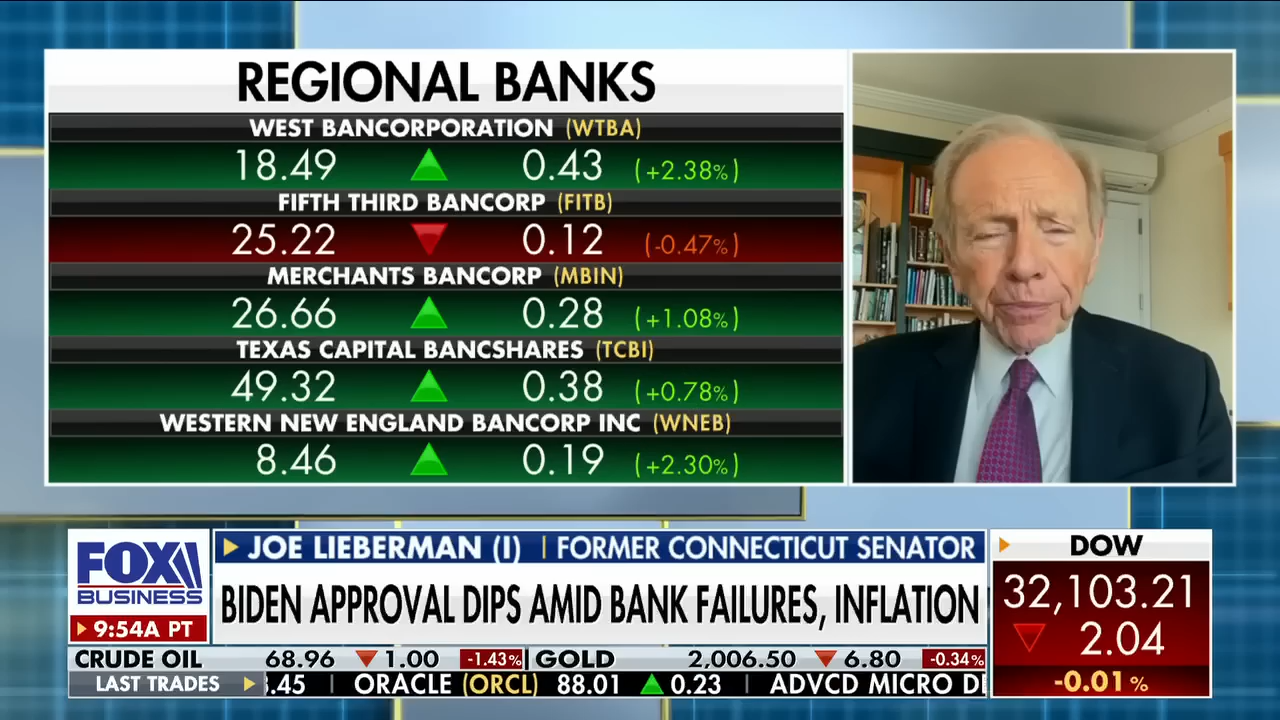 REGIONAL BANKS
WEST BANCORPORATION (WTBA)
18.49 0.43 (+2.38%)
FIFTH THIRD BANCORP (FITB)
25.22 0.12 (-0.47%)
MERCHANTS BANCORP (MBIN)
26.66 0.28 (+1.08%)
TEXAS CAPITAL BANCSHARES (TCBI)
49.32 0.38 (+0.78%)
WESTERN NEW ENGLAND BANCORP INC (WNEB)
8.46 0.19 (+2.30%)
FOX
BUSINESS
9:54A PT
JOE LIEBERMAN (I) | FORMER CONNECTICUT SENATOR
BIDEN APPROVAL DIPS AMID BANK FAILURES, INFLATION
DOW
32,103.21
2.04
-0.01%
CRUDE OIL 68.96 1.00 -1.43% GOLD 2,006.50 6.80 -0.34%
LAST TRADES .45 | ORACLE (ORCL) 88.01 0.23 | ADVCD MICRO